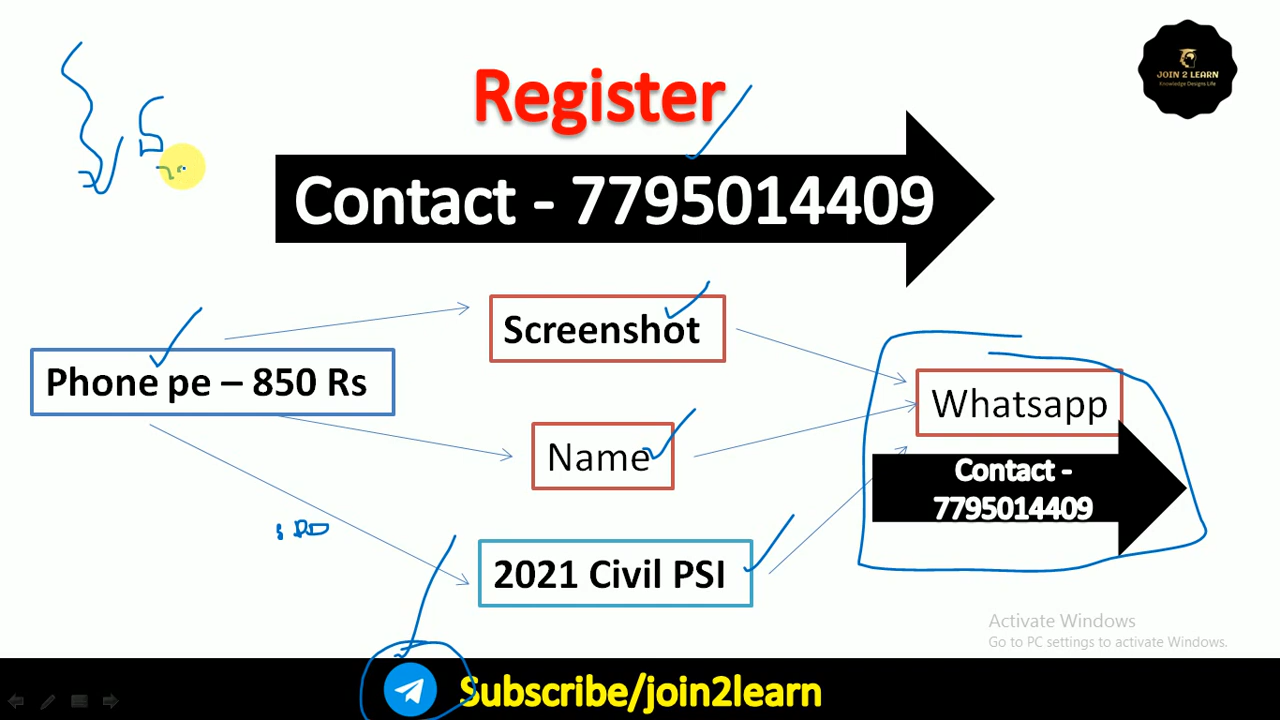 JOIN 2 LEARN
Knowledge Designs Life
Register
Contact - 7795014409
Screenshot
Phone pe – 850 Rs
Whatsapp
Name
Contact -
7795014409
2021 Civil PSI
Activate Windows
Go to PC settings to activate Windows.
Subscribe/join2learn